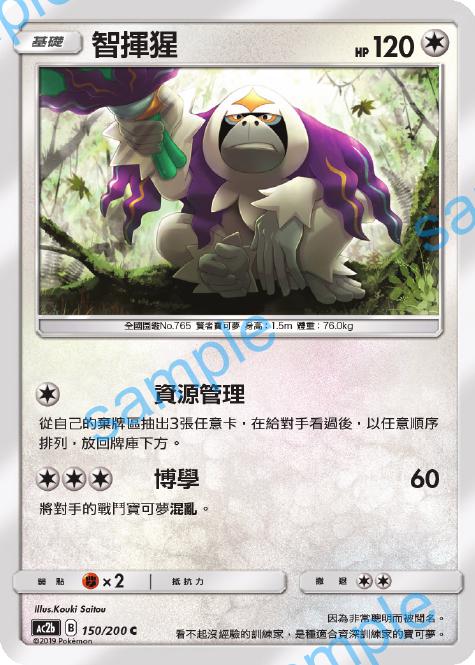 基礎 智揮猩 HP 120
全國圖鑑No.765 賢者寶可夢 身高：1.5m 體重：76.0kg
資源管理
從自己的棄牌區抽出3張任意卡，在給對手看過後，以任意順序
排列，放回牌庫下方。
博學 60
將對手的戰鬥寶可夢混亂。
弱點 ×2 抵抗力 撤退
illus.Kouki Saitou
AC2b B 150/200 C
©2019 Pokémon
因為非常聰明而被聞名。
看不起沒經驗的訓練家，是種適合資深訓練家的寶可夢。
sample
sample
sample
sample